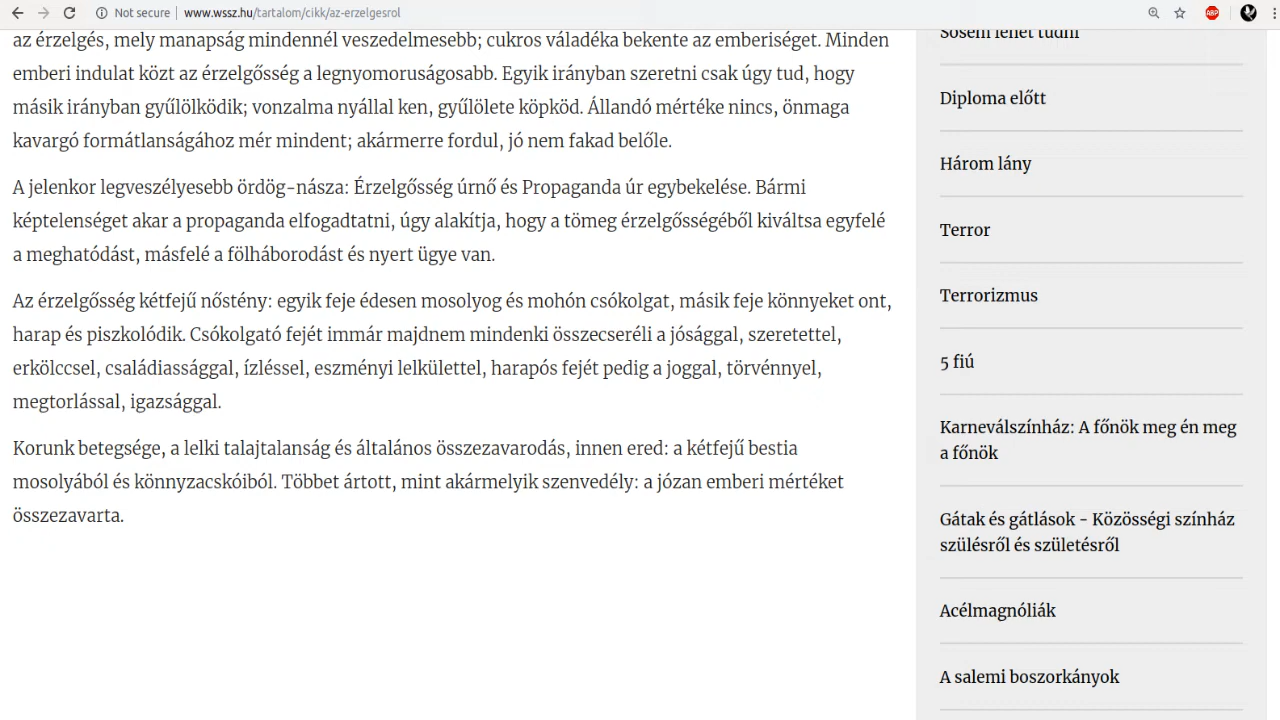 Not secure | www.wssz.hu/tartalom/cikk/az-erzelgesrol
ABP
az érzelgés, mely manapság mindennél veszedelmesebb; cukros váladéka bekente az emberiséget. Minden
emberi indulat közt az érzelgősség a legnyomoruságosabb. Egyik irányban szeretni csak úgy tud, hogy
másik irányban gyűlölködik; vonzalma nyállal ken, gyűlölete köpköd. Állandó mértéke nincs, önmaga
kavargó formátlanságához mér mindent; akármerre fordul, jó nem fakad belőle.
A jelenkor legveszélyesebb ördög-násza: Érzelgősség úrnő és Propaganda úr egybekelése. Bármi
képtelenséget akar a propaganda elfogadtatni, úgy alakítja, hogy a tömeg érzelgősségéből kiváltsa egyfelé
a meghatódást, másfelé a fölháborodást és nyert ügye van.
Az érzelgősség kétfejű nőstény: egyik feje édesen mosolyog és mohón csókolgat, másik feje könnyeket ont,
harap és piszkolódik. Csókolgató fejét immár majdnem mindenki összecseréli a jósággal, szeretettel,
erkölccsel, családiassággal, ízléssel, eszményi lelkülettel, harapós fejét pedig a joggal, törvénnyel,
megtorlással, igazsággal.
Korunk betegsége, a lelki talajtalanság és általános összezavarodás, innen ered: a kétfejű bestia
mosolyából és könnyzacskóiból. Többet ártott, mint akármelyik szenvedély: a józan emberi mértéket
összezavarta.
Sosem lehet tudni
Diploma előtt
Három lány
Terror
Terrorizmus
5 fiú
Karneválszínház: A főnök meg én meg
a főnök
Gátak és gátlások - Közösségi színház
szülésről és születésről
Acélmagnóliák
A salemi boszorkányok